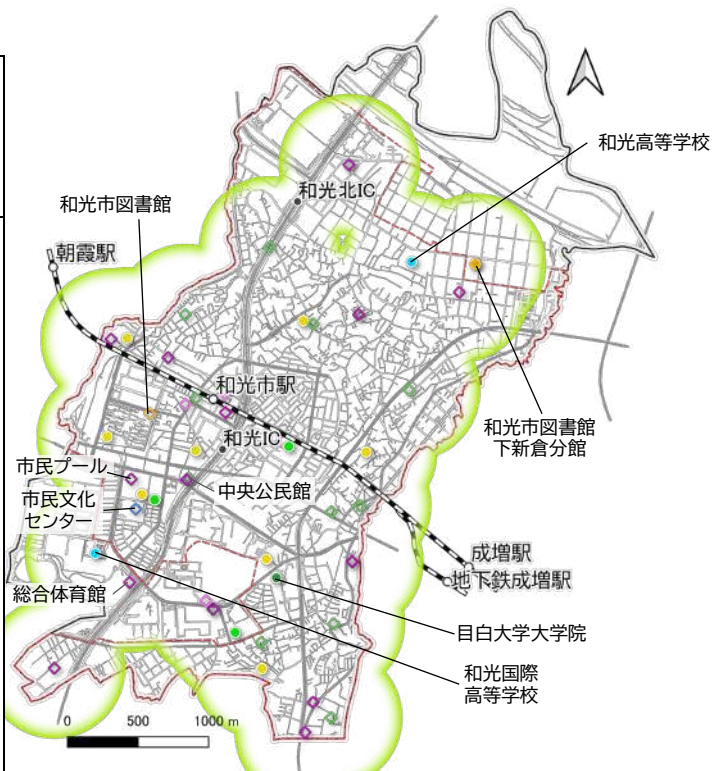 和光高等学校
和光北IC
和光市図書館
朝霞駅
和光市駅
和光IC
和光市図書館
下新倉分館
市民プール
中央公民館
市民文化
センター
成増駅
地下鉄成増駅
総合体育館
目白大学大学院
和光国際
高等学校
0 500 1000 m